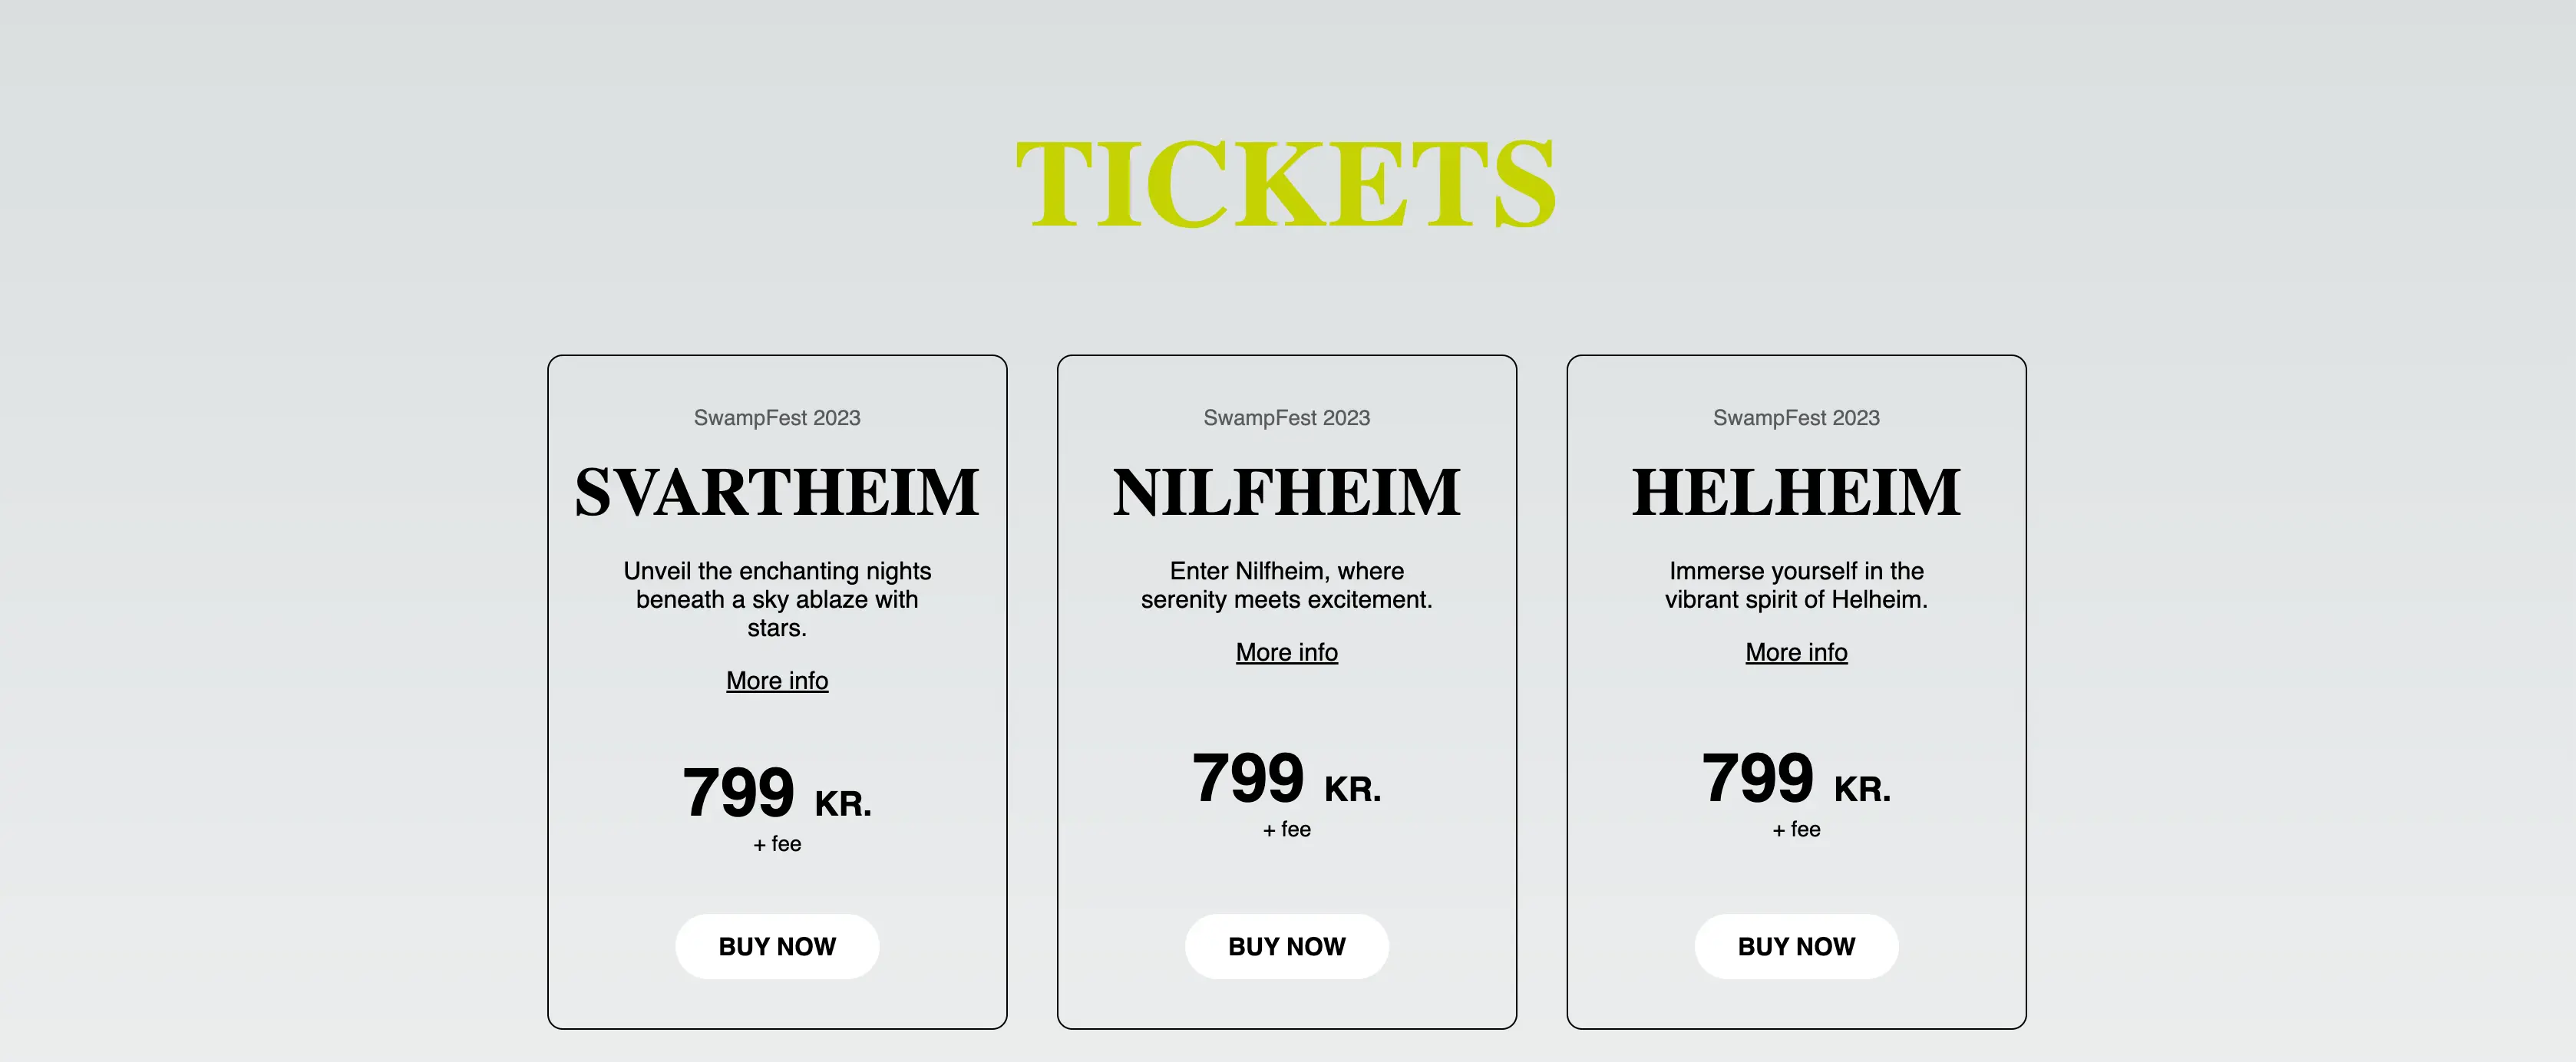 TICKETS
SwampFest 2023
SVARTHEIM
Unveil the enchanting nights
beneath a sky ablaze with
stars.
More info
799 KR.
+ fee
BUY NOW
SwampFest 2023
NILFHEIM
Enter Nilfheim, where
serenity meets excitement.
More info
799 KR.
+ fee
BUY NOW
SwampFest 2023
HELHEIM
Immerse yourself in the
vibrant spirit of Helheim.
More info
799 KR.
+ fee
BUY NOW